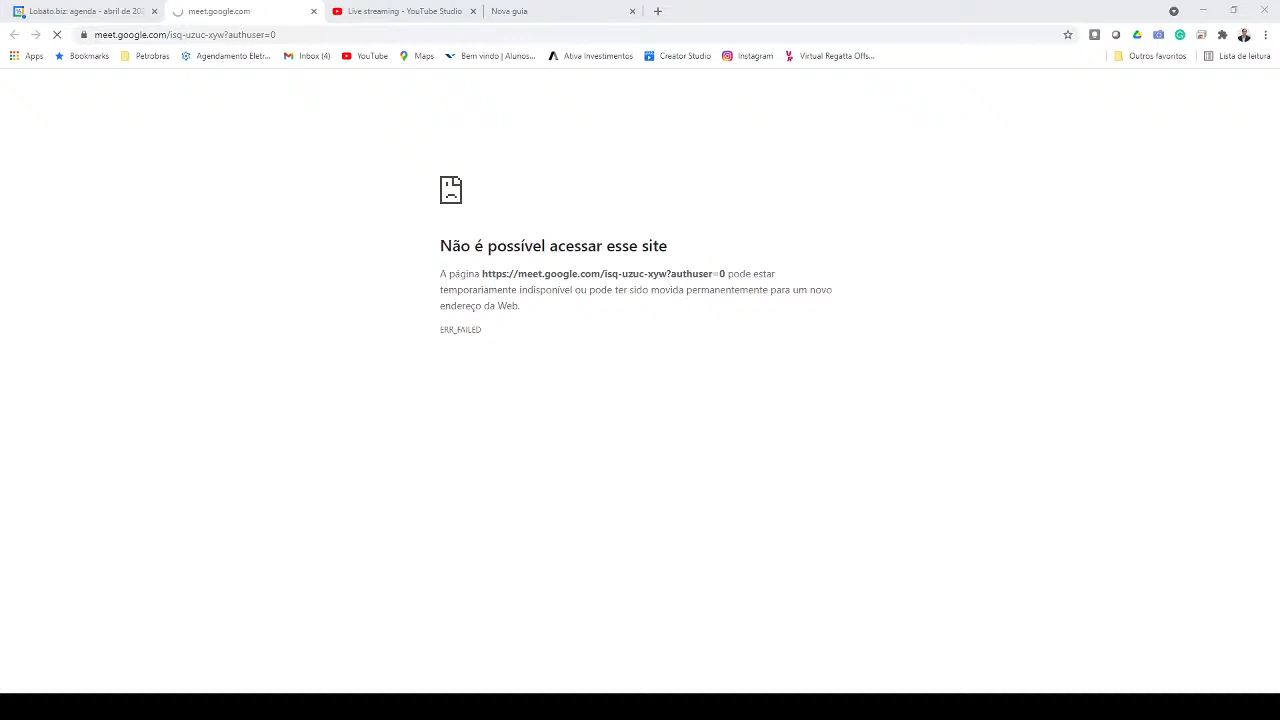 Lobato.biz: agenda - abril de 202
meet.google.com
Live streaming - YouTube Studio
Nova guia
meet.google.com/isq-uzuc-xyw?authuser=0
Apps Bookmarks Petrobras Agendamento Eletr... Inbox (4) YouTube Maps Bem vindo | Alunos... Ativa Investimentos Creator Studio Instagram Virtual Regatta Offs... Outros favoritos Lista de leitura
Não é possível acessar esse site
A página https://meet.google.com/isq-uzuc-xyw?authuser=0 pode estar
temporariamente indisponível ou pode ter sido movida permanentemente para um novo
endereço da Web.
ERR_FAILED